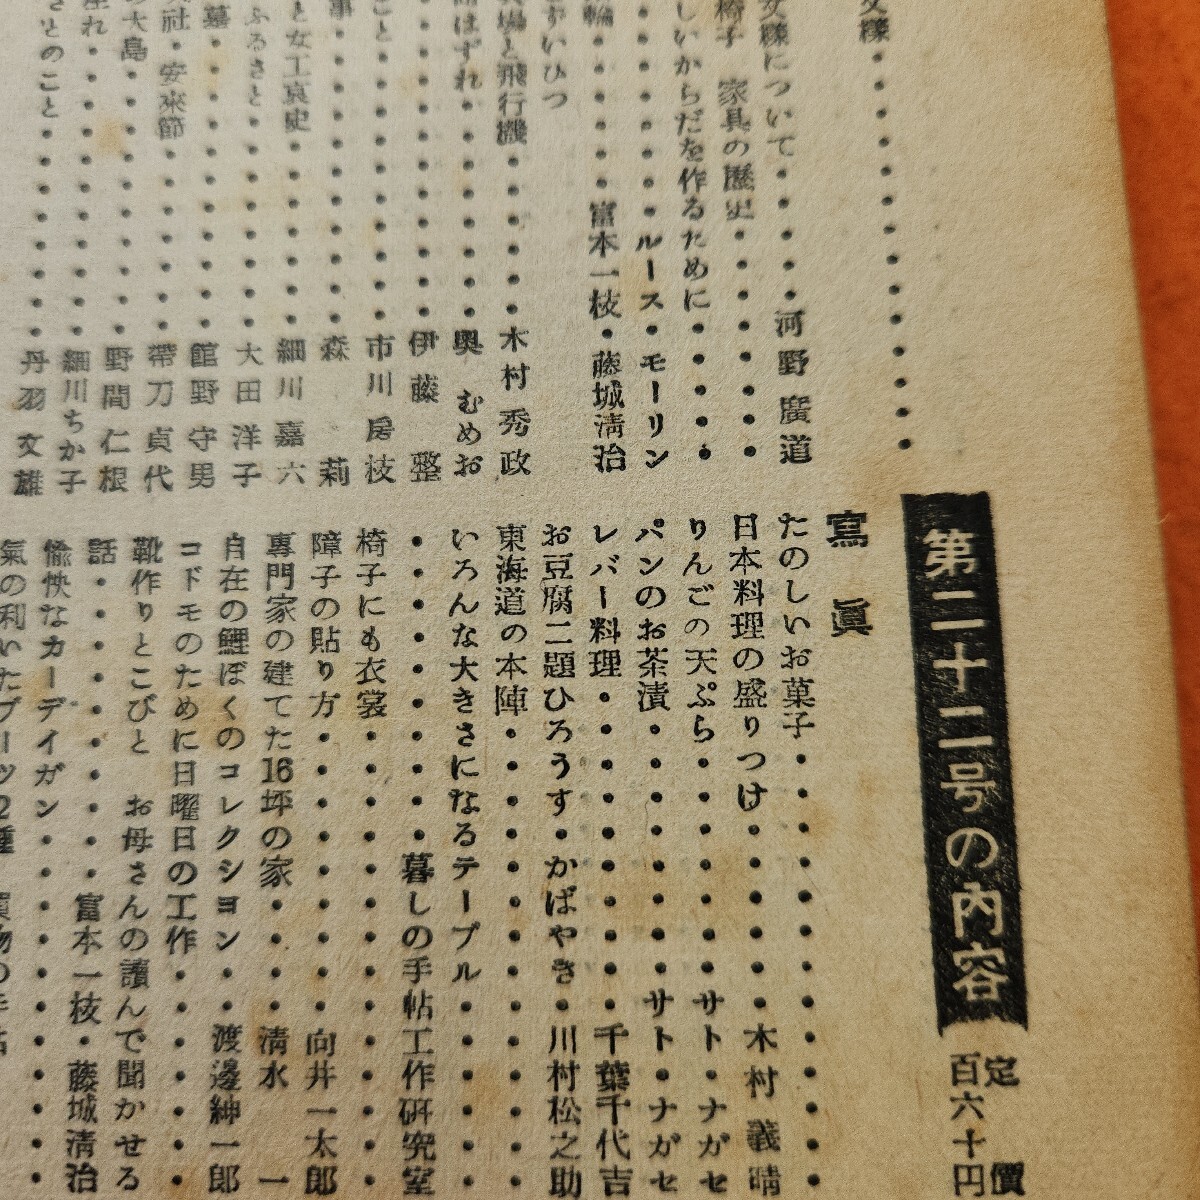 第二十二号の内容
定價
百六十円
寫眞
たのしいお菓子・・・・・・・・・・・・
日本料理の盛りつけ・・・・・・木村義晴
りんごの天ぷら・・・・・・・サト・ナガセ
パンのお茶漬・・・・・・・・サト・ナガセ
レバー料理・・・・・・・・・千葉千代吉
お豆腐二題ひろうす・かばやき・川村松之助
東海道の本陣・・・・・・・・・・・・・
いろんな大きさになるテーブル・・・・・・
・・・・・・・・・暮しの手帖工作研究室
椅子にも衣裳・・・・・・・・・・・・・
障子の貼り方・・・・・・・・・向井一太郎
專門家の建てた16坪の家・・・・清水一
自在の鯉ぼくのコレクション・・渡邊紳一郎
コドモのために日曜日の工作・・・・・・・
靴作りとこびと お母さんの讀んで聞かせる
話・・・・・・・・・富本一枝・藤城淸治
愉快なカーデイガン・・・・・・・・・・
氣の利いたブーツ2種
文樣・・・・・・・・・・・
文樣について・・・・河野廣道
椅子 家具の歷史・・・・・・
しいからだを作るために・・・・・
・・・・・・ルース・モーリン
輪・・・・・富本一枝・藤城淸治
ずいひつ
と飛行機・・・・・木村秀政
はずれ・・・・・・・奥むめお
・・・・・・・・・伊藤整
こと・・・・・・・・市川房枝
事・・・・・・・・・森莉
と女工哀史・・・・・・細川嘉六
ふるさと・・・・・・・大田洋子
墓・・・・・・・・・館野守男
社・安來節・・・・・・帶刀貞代
の大島・・・・・・・・野間仁根
れ・・・・・・・・・細川ちか子
さとのこと・・・・・・丹羽文雄